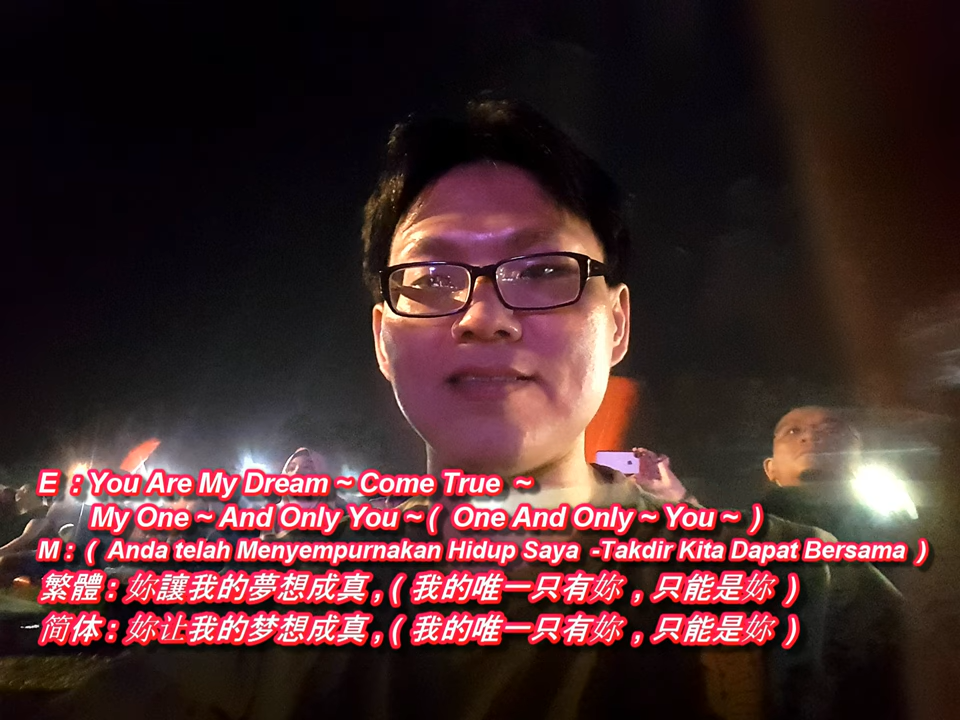 E : You Are My Dream ~ Come True ~
My One ~ And Only You ~ ( One And Only ~ You ~ )
M : ( Anda telah Menyempurnakan Hidup Saya -Takdir Kita Dapat Bersama )
繁體 : 妳讓我的夢想成真 , ( 我的唯一只有妳 , 只能是妳 )
简体 : 妳让我的梦想成真 , ( 我的唯一只有妳 , 只能是妳 )